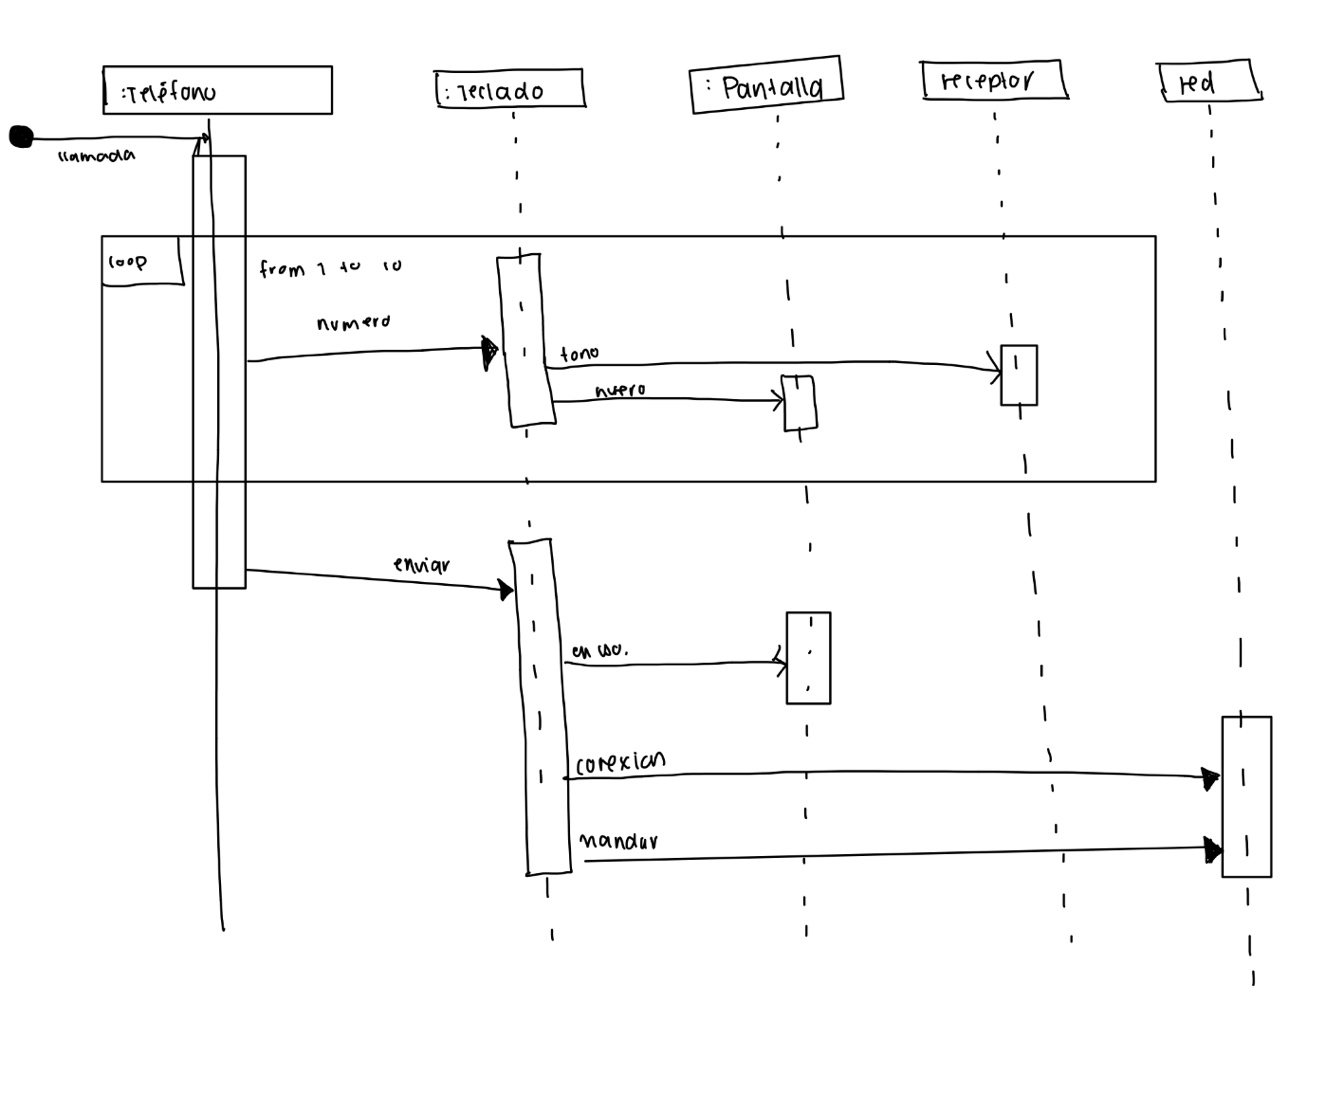 :Teléfono
:Teclado
: Pantalla
receptor
red
llamada
loop
from 1 to 10
numero
tono
nuero
enviar
en uso.
conexion
mandar